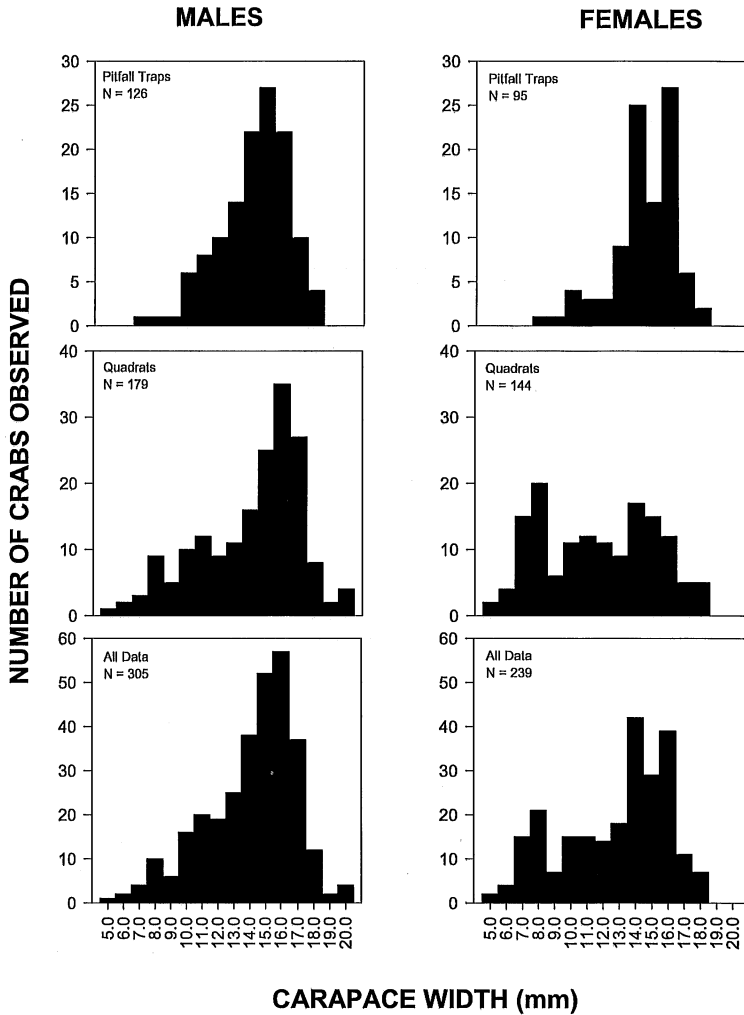 MALES
FEMALES
NUMBER OF CRABS OBSERVED
Pitfall Traps
N = 126
30
25
20
15
10
5
0
Pitfall Traps
N = 95
30
25
20
15
10
5
0
Quadrats
N = 179
40
30
20
10
0
Quadrats
N = 144
40
30
20
10
0
All Data
N = 305
60
50
40
30
20
10
0
All Data
N = 239
60
50
40
30
20
10
0
5.0 6.0 7.0 8.0 9.0 10.0 11.0 12.0 13.0 14.0 15.0 16.0 17.0 18.0 19.0 20.0
5.0 6.0 7.0 8.0 9.0 10.0 11.0 12.0 13.0 14.0 15.0 16.0 17.0 18.0 19.0 20.0
CARAPACE WIDTH (mm)